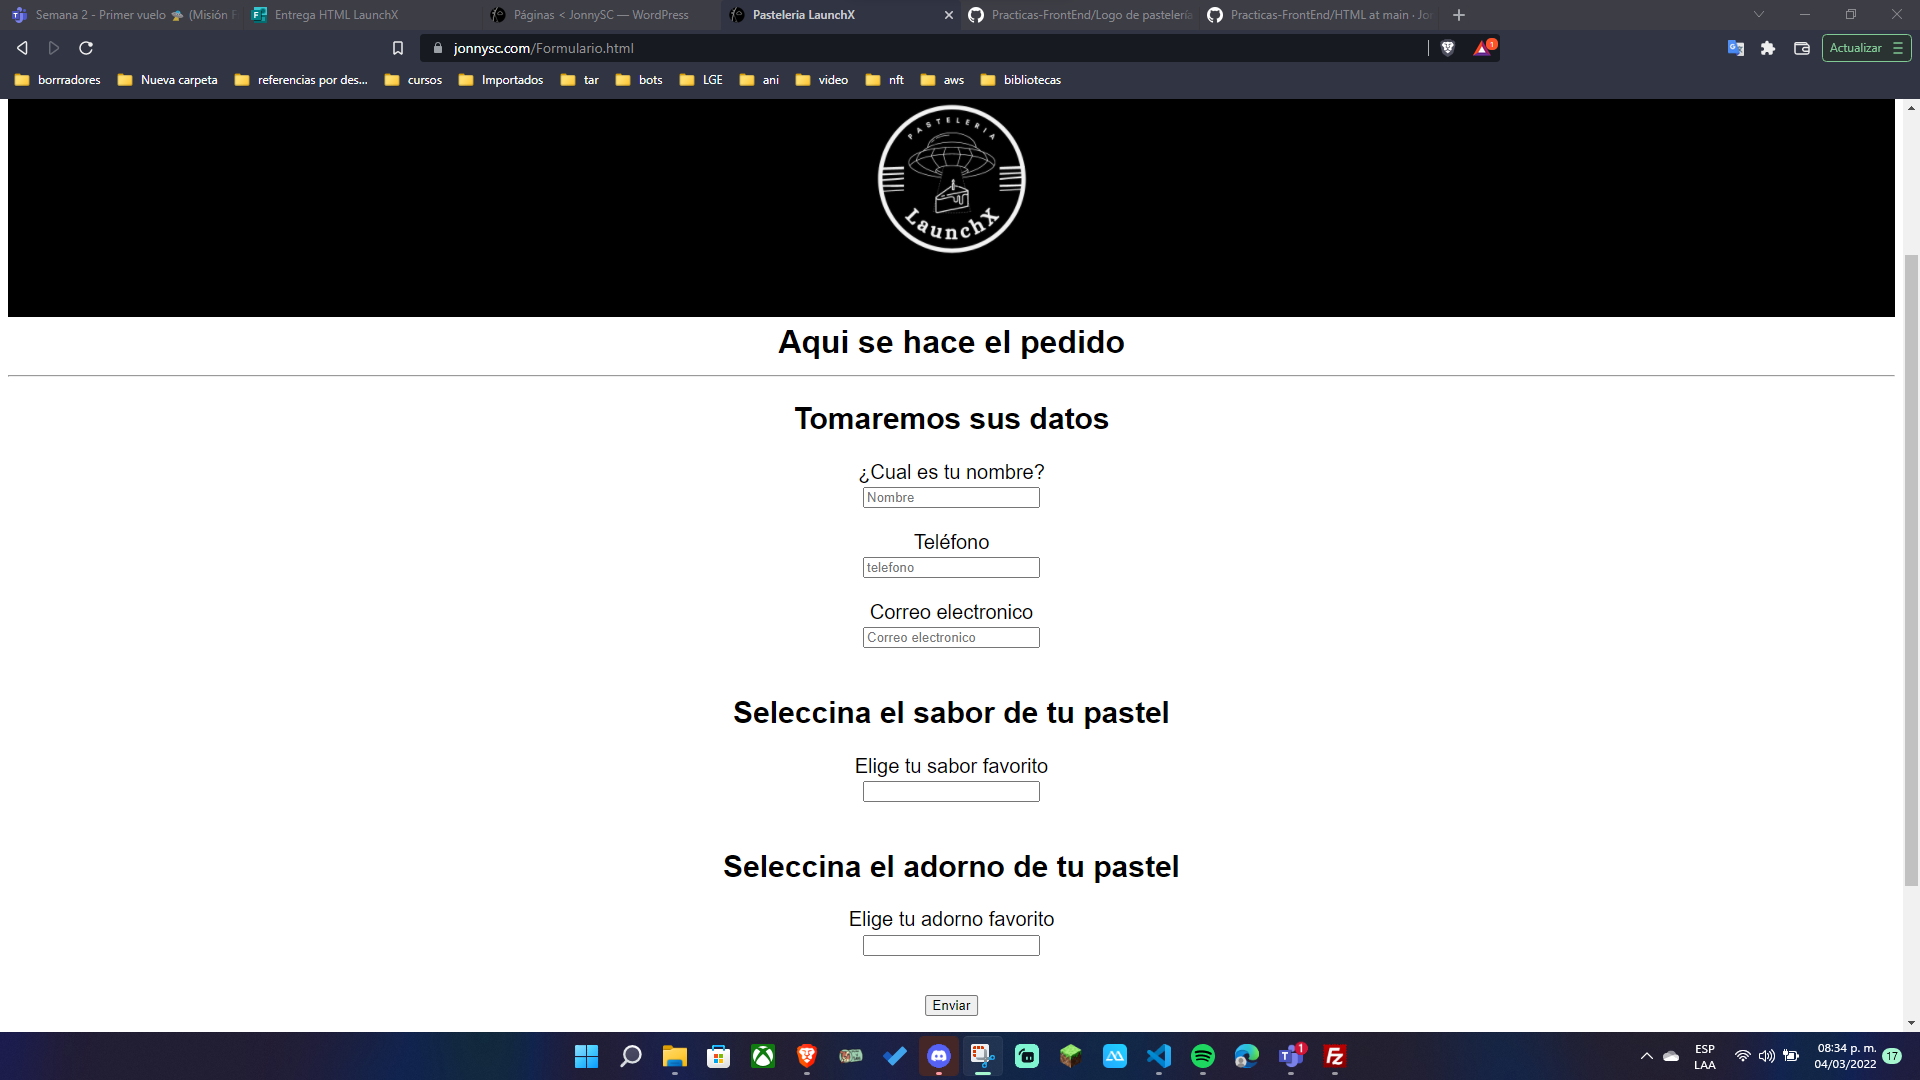 Semana 2 - Primer vuelo (Misión F
Entrega HTML LaunchX
Páginas < JonnySC — WordPress
Pasteleria LaunchX
Practicas-FrontEnd/Logo de pastelería
Practicas-FrontEnd/HTML at main · Jo
jonnysc.com/Formulario.html
1
Actualizar
borrradores
Nueva carpeta
referencias por des...
cursos
Importados
tar
bots
LGE
ani
video
nft
aws
bibliotecas
PASTELERIA
LaunchX
Aqui se hace el pedido
Tomaremos sus datos
¿Cual es tu nombre?
Nombre
Teléfono
telefono
Correo electronico
Correo electronico
Seleccina el sabor de tu pastel
Elige tu sabor favorito
Seleccina el adorno de tu pastel
Elige tu adorno favorito
Enviar
1
ESP
LAA
08:34 p. m.
04/03/2022
17